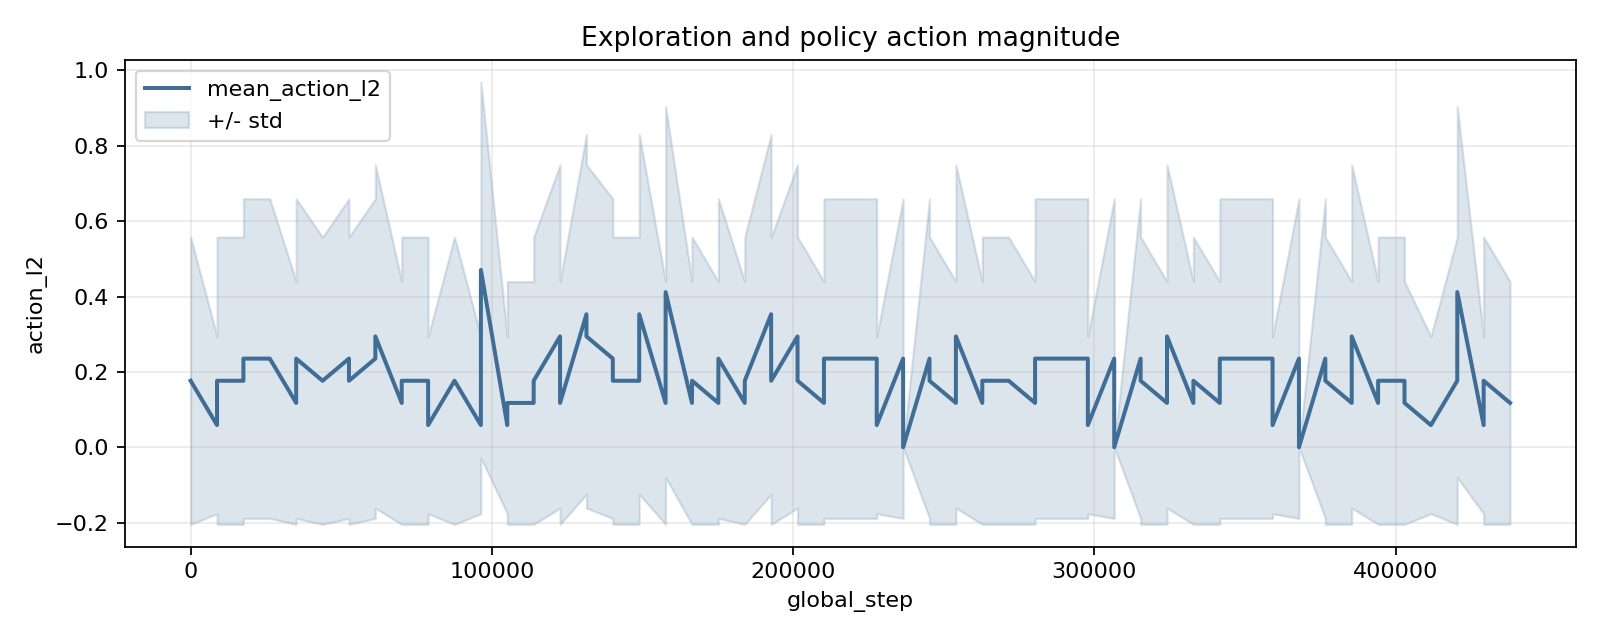 Exploration and policy action magnitude
mean_action_l2
+/- std
action_l2
1.0
0.8
0.6
0.4
0.2
0.0
−0.2
0
100000
200000
300000
400000
global_step